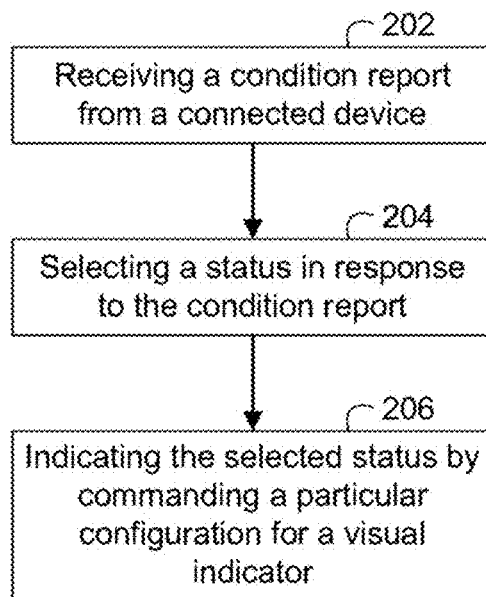 202
Receiving a condition report
from a connected device
204
Selecting a status in response
to the condition report
206
Indicating the selected status by
commanding a particular
configuration for a visual
indicator